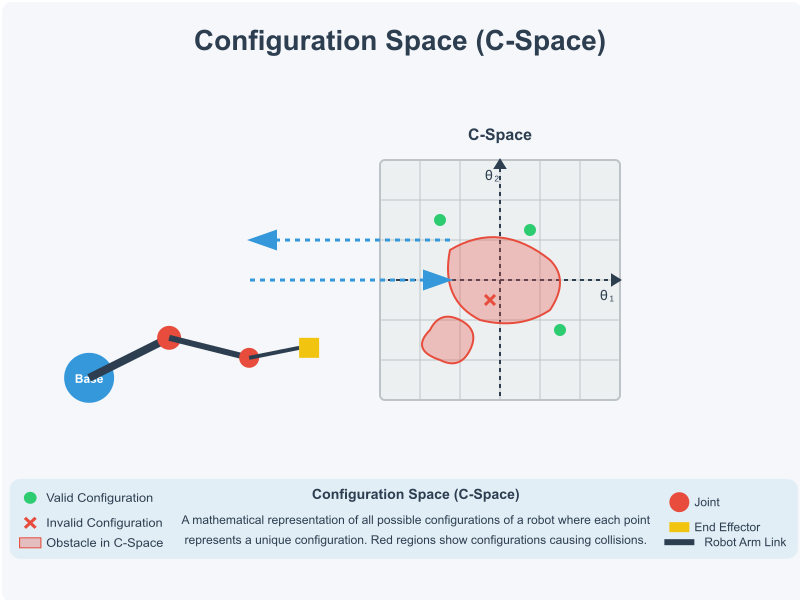 Configuration Space (C-Space)
C-Space
θ₂
θ₁
Base
Valid Configuration
Invalid Configuration
Obstacle in C-Space
Configuration Space (C-Space)
A mathematical representation of all possible configurations of a robot where each point
represents a unique configuration. Red regions show configurations causing collisions.
Joint
End Effector
Robot Arm Link